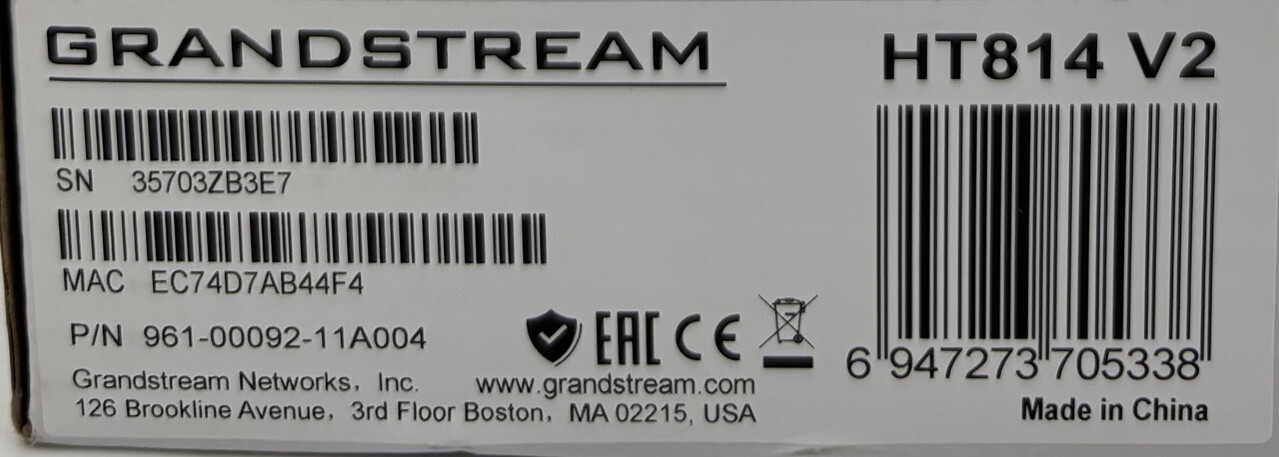 GRANDSTREAM
HT814 V2
SN 35703ZB3E7
MAC EC74D7AB44F4
P/N 961-00092-11A004
EAC CE
Grandstream Networks, Inc. www.grandstream.com
126 Brookline Avenue, 3rd Floor Boston, MA 02215, USA
6 947273 705338
Made in China